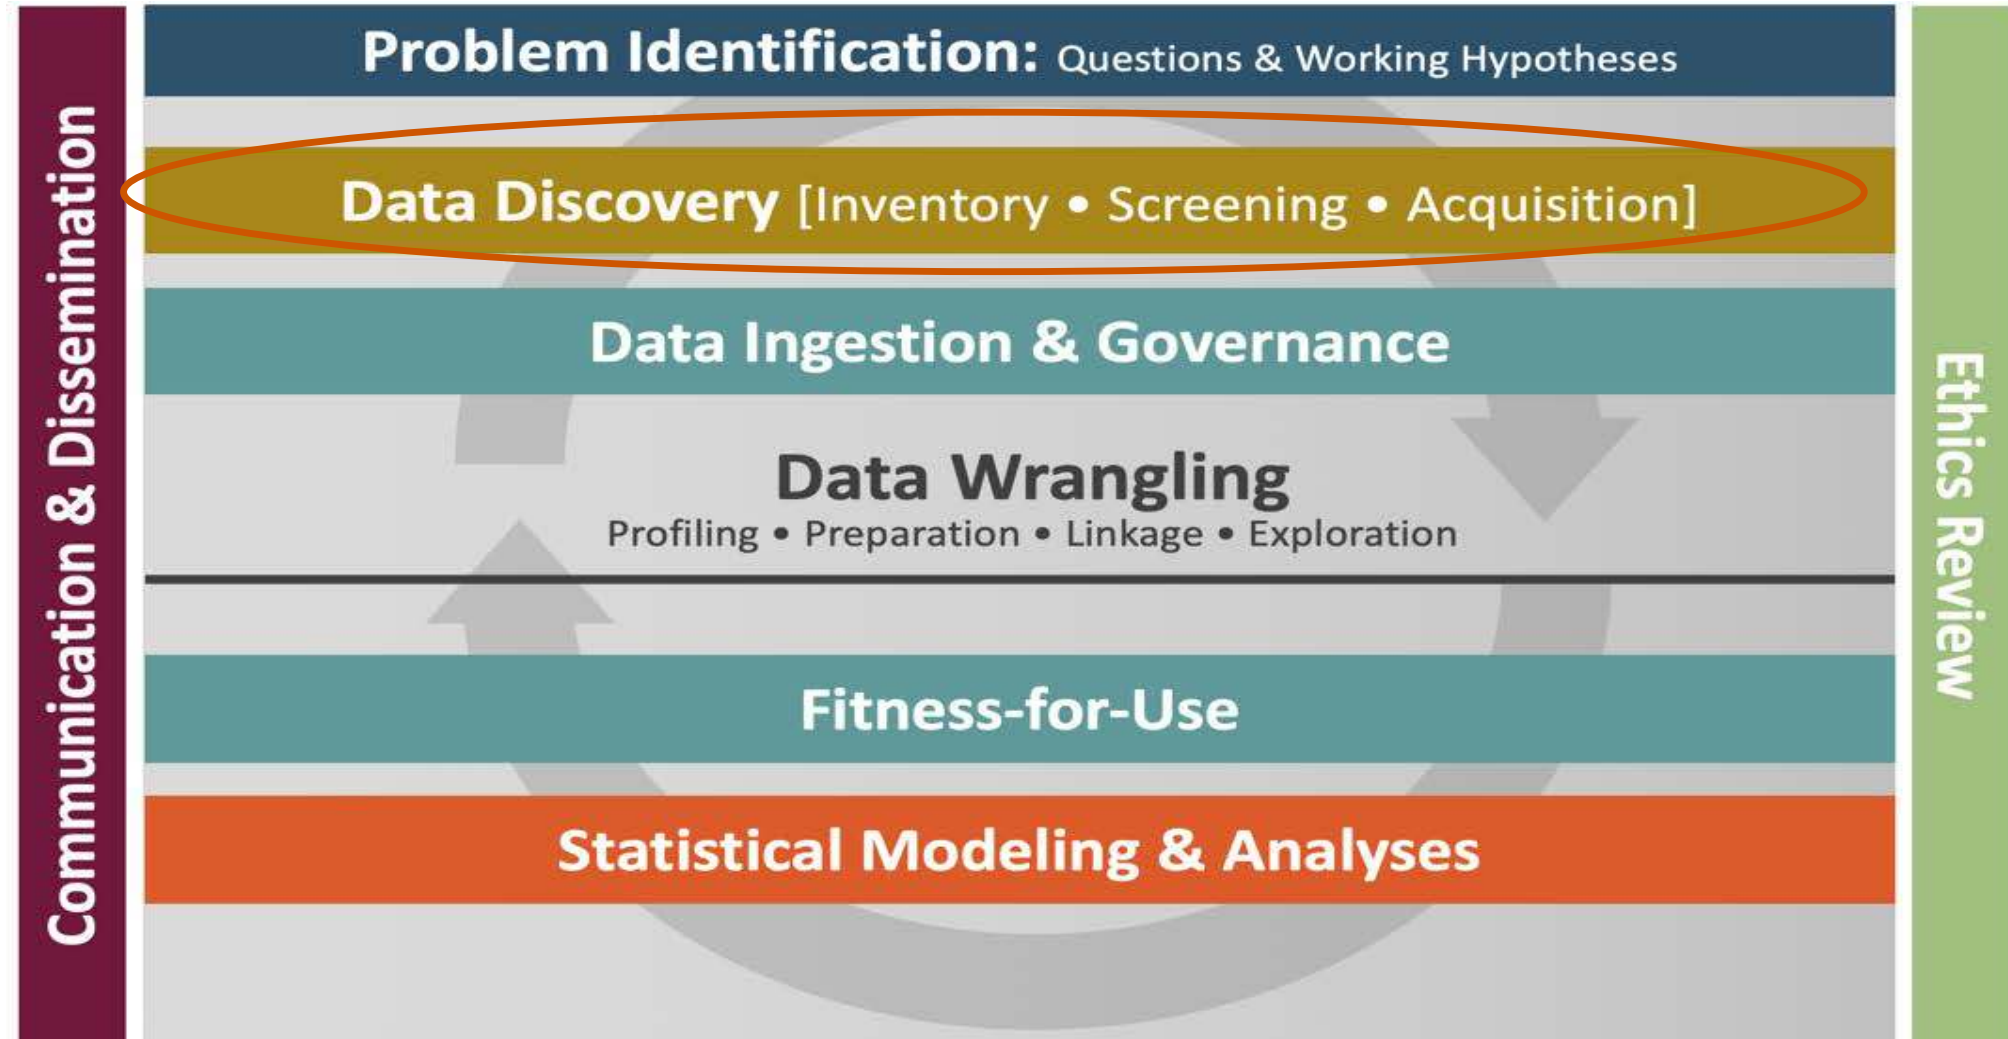 Communication & Dissemination
Problem Identification: Questions & Working Hypotheses
Data Discovery [Inventory • Screening • Acquisition]
Data Ingestion & Governance
Data Wrangling
Profiling • Preparation • Linkage • Exploration
Fitness-for-Use
Statistical Modeling & Analyses
Ethics Review